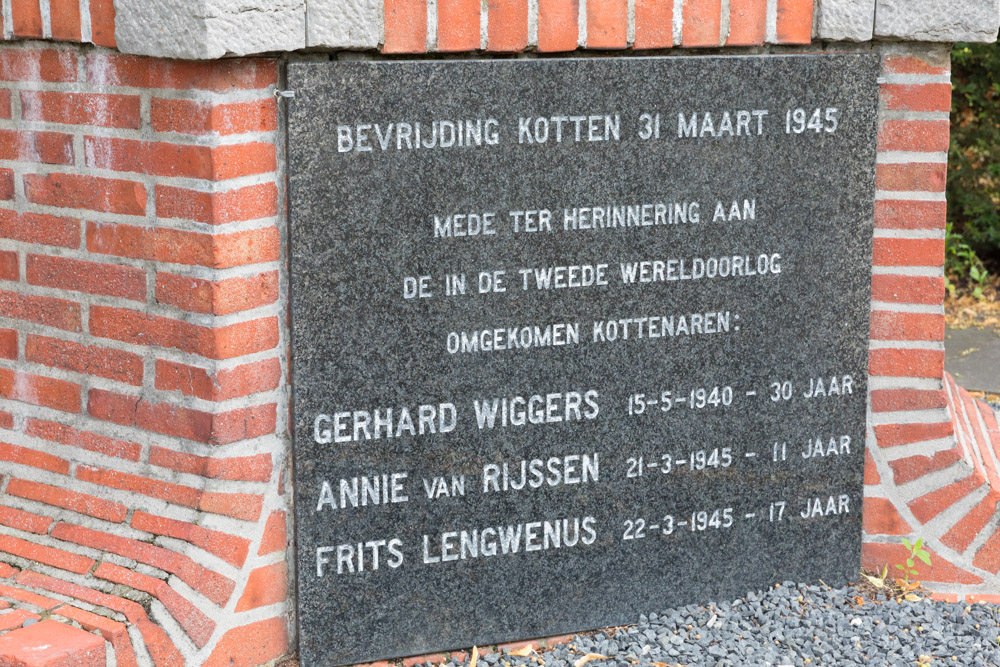 BEVRIJDING KOTTEN 31 MAART 1945
MEDE TER HERINNERING AAN
DE IN DE TWEEDE WERELDOORLOG
OMGEKOMEN KOTTENAREN:
GERHARD WIGGERS 15-5-1940 - 30 JAAR
ANNIE VAN RIJSSEN 21-3-1945 - 11 JAAR
FRITS LENGWENUS 22-3-1945 - 17 JAAR